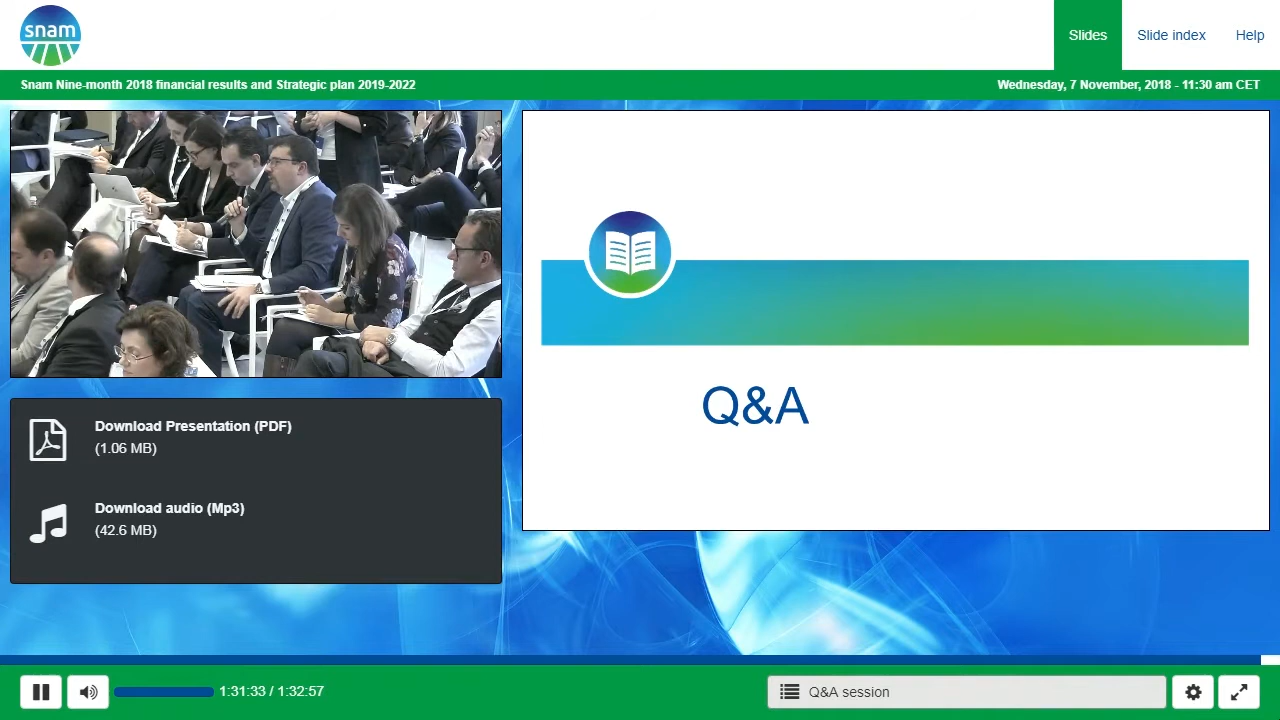 snam
Slides
Slide index
Help
Snam Nine-month 2018 financial results and Strategic plan 2019-2022
Wednesday, 7 November, 2018 - 11:30 am CET
Download Presentation (PDF)
(1.06 MB)
Download audio (Mp3)
(42.6 MB)
Q&A
1:31:33 / 1:32:57
Q&A session